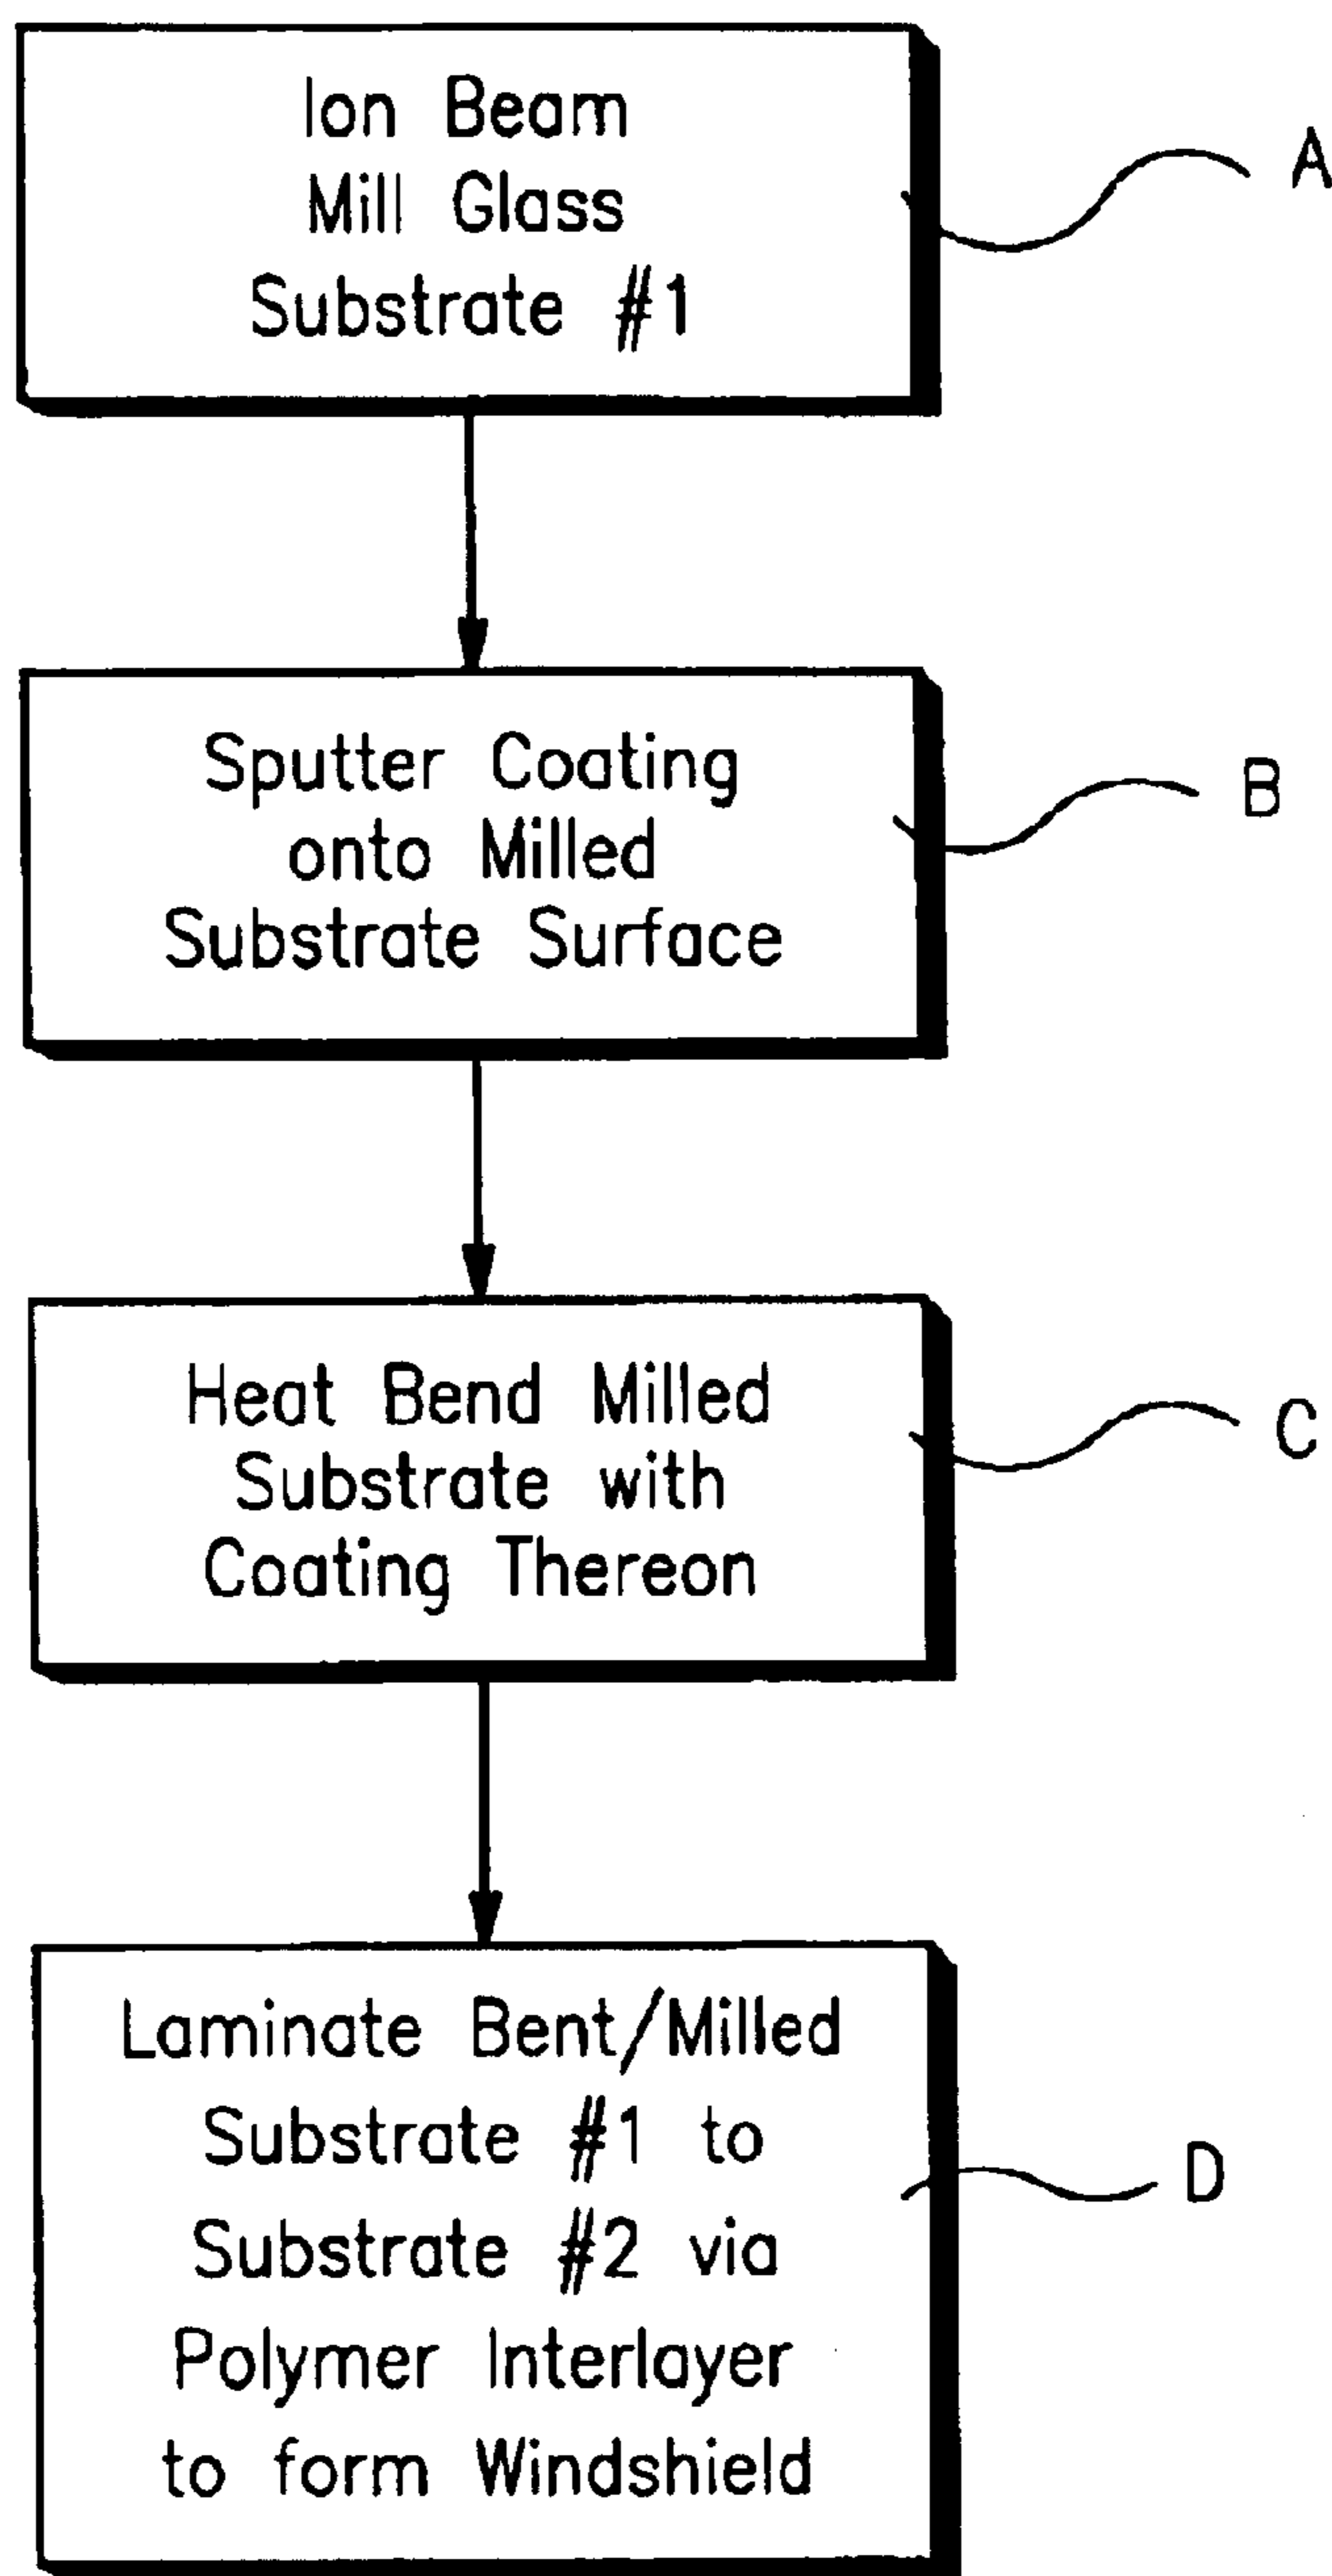 Ion Beam
Mill Glass
Substrate #1
A
Sputter Coating
onto Milled
Substrate Surface
B
Heat Bend Milled
Substrate with
Coating Thereon
C
Laminate Bent/Milled
Substrate #1 to
Substrate #2 via
Polymer Interlayer
to form Windshield
D